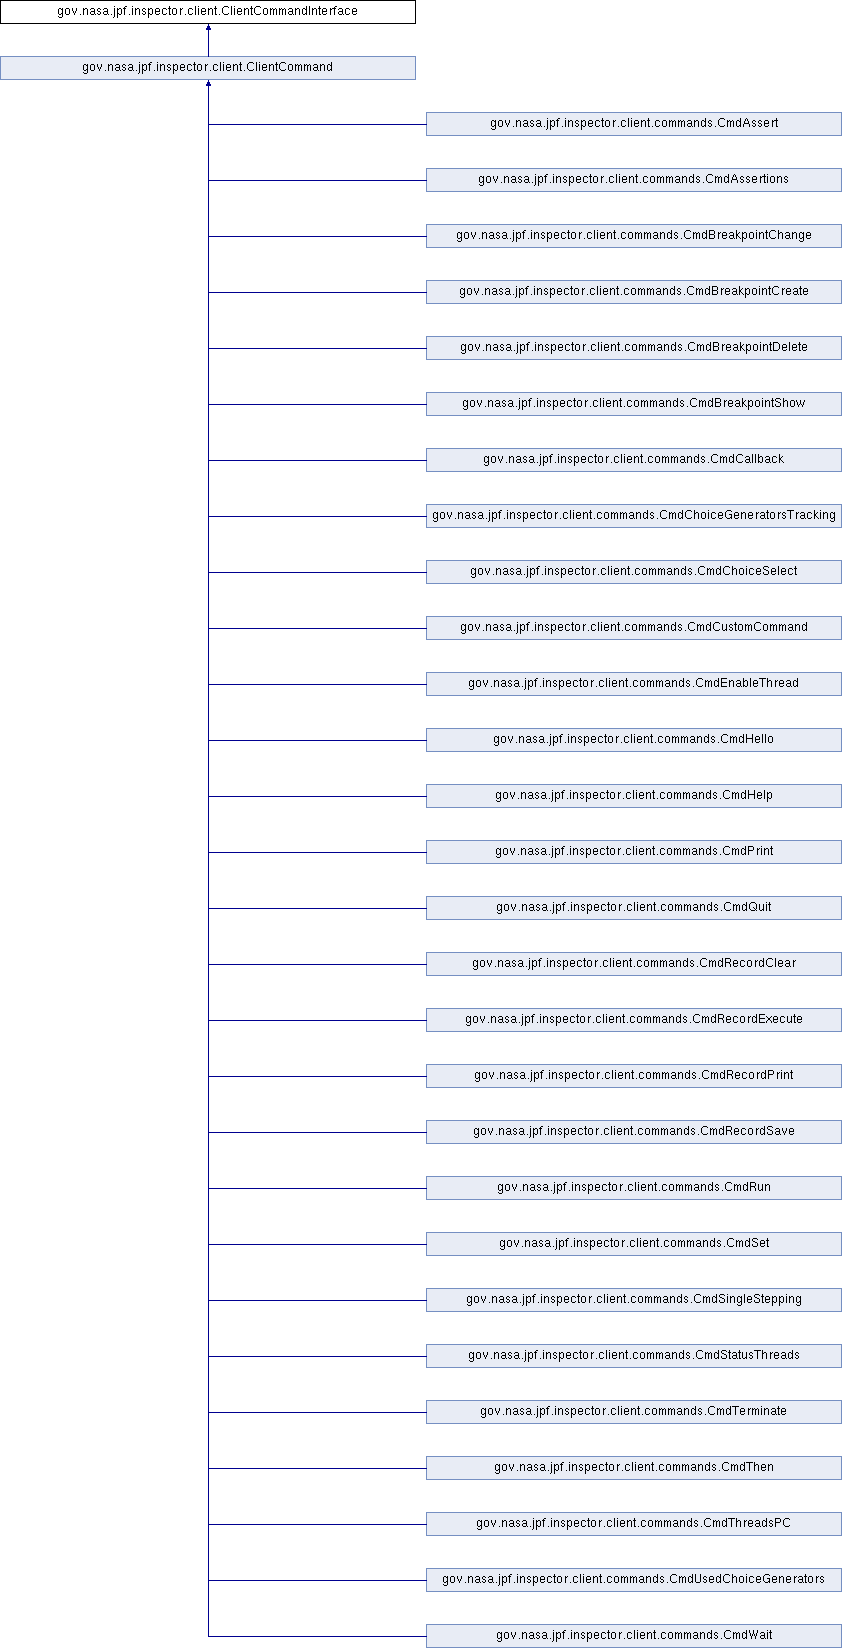 gov.nasa.jpf.inspector.client.ClientCommandInterface
gov.nasa.jpf.inspector.client.ClientCommand
gov.nasa.jpf.inspector.client.commands.CmdAssert
gov.nasa.jpf.inspector.client.commands.CmdAssertions
gov.nasa.jpf.inspector.client.commands.CmdBreakpointChange
gov.nasa.jpf.inspector.client.commands.CmdBreakpointCreate
gov.nasa.jpf.inspector.client.commands.CmdBreakpointDelete
gov.nasa.jpf.inspector.client.commands.CmdBreakpointShow
gov.nasa.jpf.inspector.client.commands.CmdCallback
gov.nasa.jpf.inspector.client.commands.CmdChoiceGeneratorsTracking
gov.nasa.jpf.inspector.client.commands.CmdChoiceSelect
gov.nasa.jpf.inspector.client.commands.CmdCustomCommand
gov.nasa.jpf.inspector.client.commands.CmdEnableThread
gov.nasa.jpf.inspector.client.commands.CmdHello
gov.nasa.jpf.inspector.client.commands.CmdHelp
gov.nasa.jpf.inspector.client.commands.CmdPrint
gov.nasa.jpf.inspector.client.commands.CmdQuit
gov.nasa.jpf.inspector.client.commands.CmdRecordClear
gov.nasa.jpf.inspector.client.commands.CmdRecordExecute
gov.nasa.jpf.inspector.client.commands.CmdRecordPrint
gov.nasa.jpf.inspector.client.commands.CmdRecordSave
gov.nasa.jpf.inspector.client.commands.CmdRun
gov.nasa.jpf.inspector.client.commands.CmdSet
gov.nasa.jpf.inspector.client.commands.CmdSingleStepping
gov.nasa.jpf.inspector.client.commands.CmdStatusThreads
gov.nasa.jpf.inspector.client.commands.CmdTerminate
gov.nasa.jpf.inspector.client.commands.CmdThen
gov.nasa.jpf.inspector.client.commands.CmdThreadsPC
gov.nasa.jpf.inspector.client.commands.CmdUsedChoiceGenerators
gov.nasa.jpf.inspector.client.commands.CmdWait